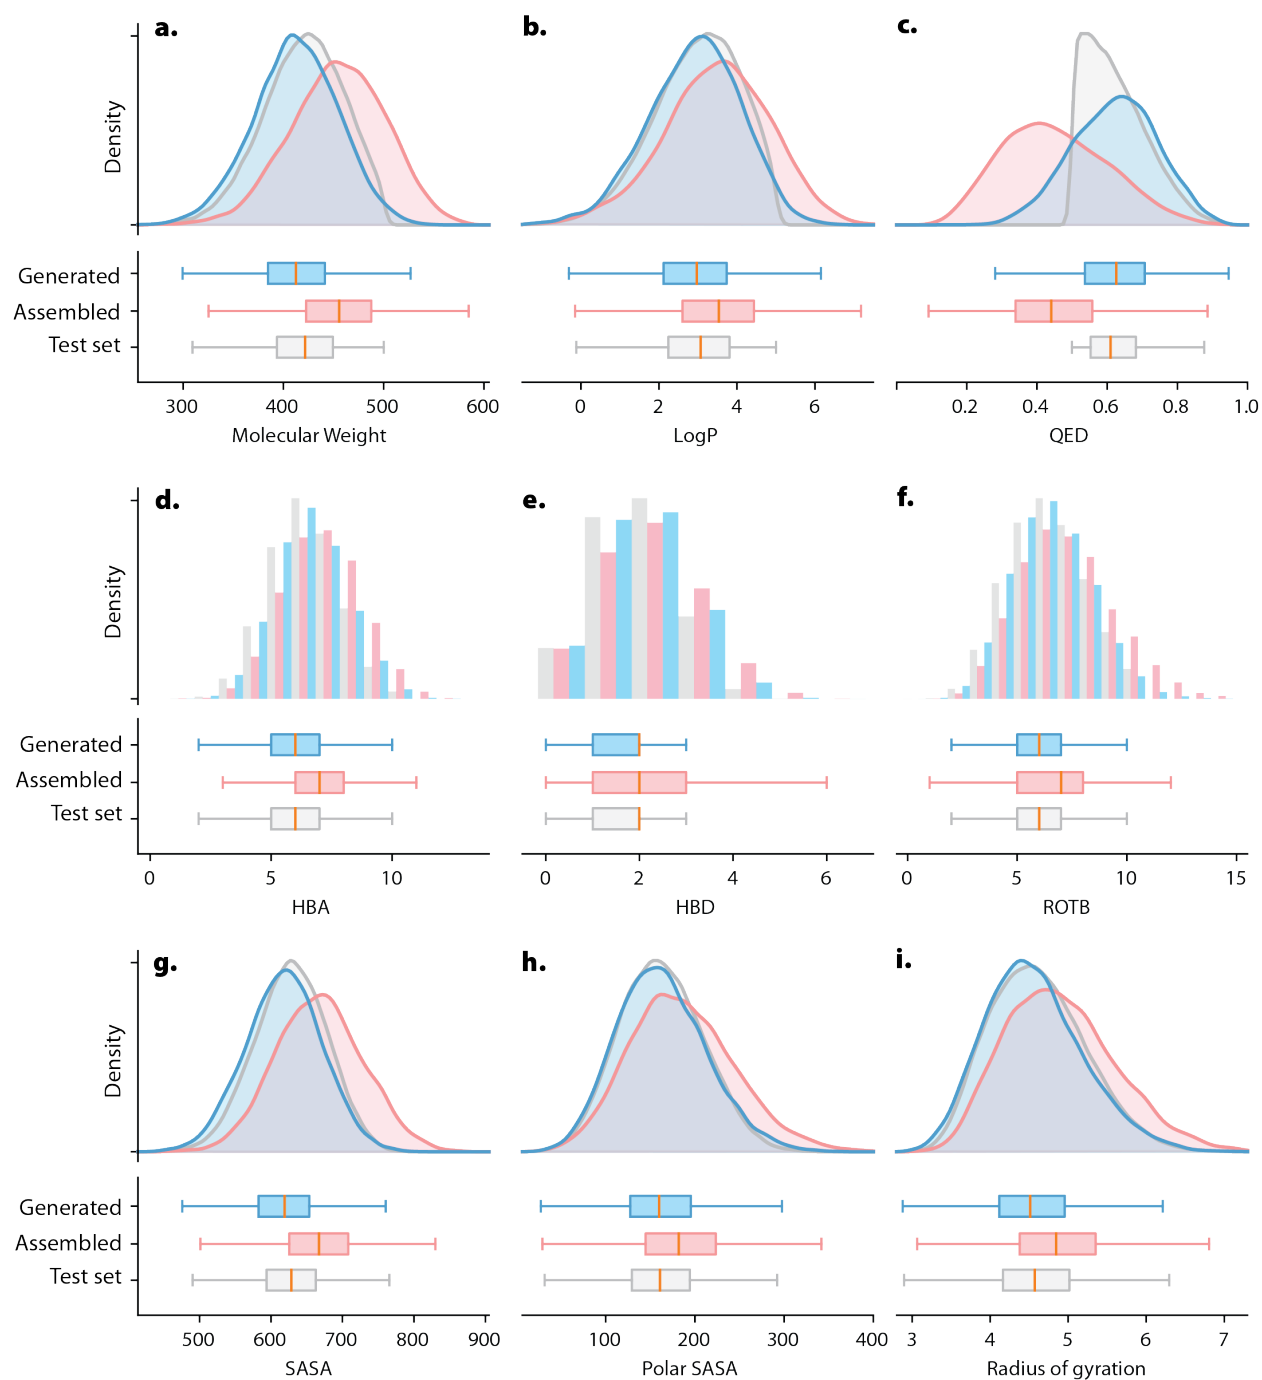 a. b. c.
Density
Generated
Assembled
Test set
300 400 500 600 0 2 4 6 0.2 0.4 0.6 0.8 1.0
Molecular Weight LogP QED
d. e. f.
Density
Generated
Assembled
Test set
0 5 10 0 2 4 6 0 5 10 15
HBA HBD ROTB
g. h. i.
Density
Generated
Assembled
Test set
500 600 700 800 900 100 200 300 400 3 4 5 6 7
SASA Polar SASA Radius of gyration